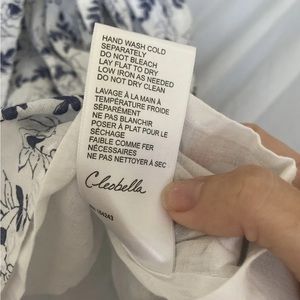 HAND WASH COLD
SEPARATELY
DO NOT BLEACH
LAY FLAT TO DRY
LOW IRON AS NEEDED
DO NOT DRY CLEAN
LAVAGE À LA MAIN À
TEMPÉRATURE FROIDE
SÉPARÉMENT
NE PAS BLANCHIR
POSER À PLAT POUR LE
SÉCHAGE
FAIBLE COMME FER
NÉCESSAIRES
NE PAS NETTOYER À SEC
Cleobella